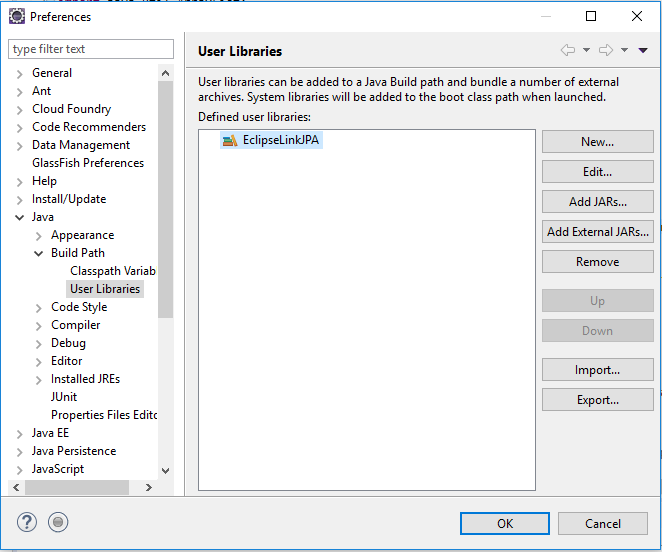 Preferences
type filter text
General
Ant
Cloud Foundry
Code Recommenders
Data Management
GlassFish Preferences
Help
Install/Update
Java
Appearance
Build Path
Classpath Variab
User Libraries
Code Style
Compiler
Debug
Editor
Installed JREs
JUnit
Properties Files Edito
Java EE
Java Persistence
JavaScript
User Libraries
User libraries can be added to a Java Build path and bundle a number of external
archives. System libraries will be added to the boot class path when launched.
Defined user libraries:
EclipseLinkJPA
New...
Edit...
Add JARs...
Add External JARs...
Remove
Up
Down
Import...
Export...
?
OK
Cancel